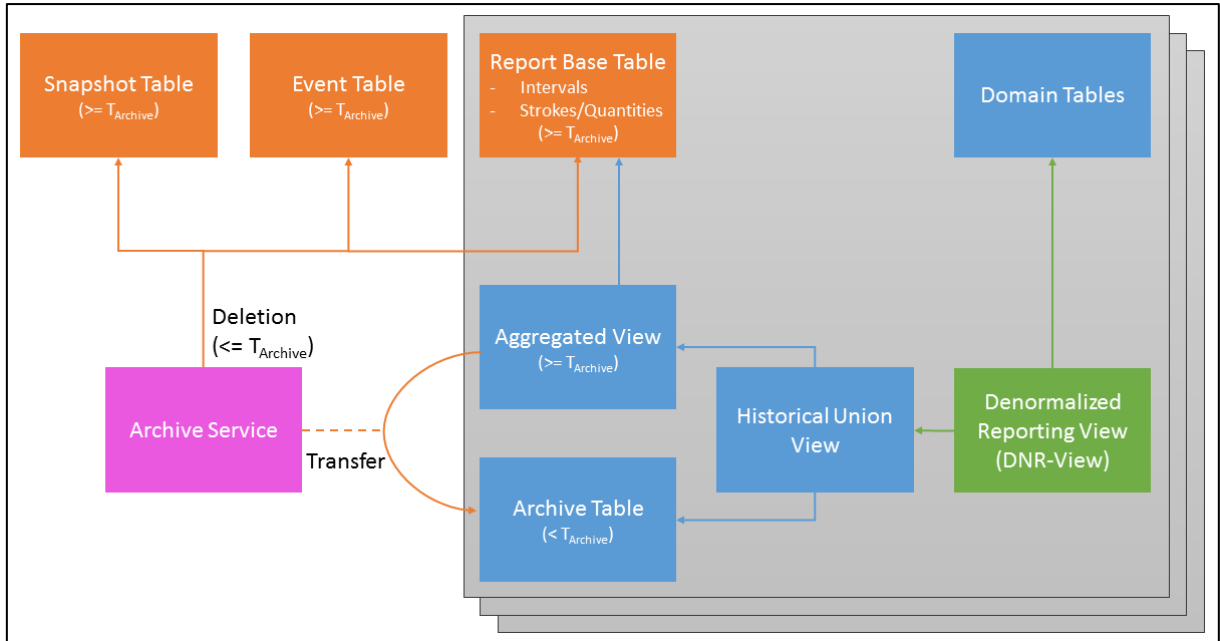 Snapshot Table
(>= TArchive)
Event Table
(>= TArchive)
Report Base Table
- Intervals
- Strokes/Quantities
(>= TArchive)
Domain Tables
Deletion
(<= TArchive)
Archive Service
Transfer
Aggregated View
(>= TArchive)
Archive Table
(< TArchive)
Historical Union
View
Denormalized
Reporting View
(DNR-View)